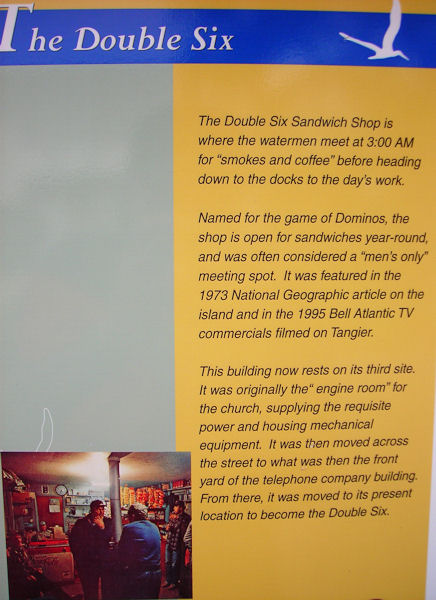 The Double Six
The Double Six Sandwich Shop is
where the watermen meet at 3:00 AM
for "smokes and coffee" before heading
down to the docks to the day's work.
Named for the game of Dominos, the
shop is open for sandwiches year-round,
and was often considered a "men's only"
meeting spot. It was featured in the
1973 National Geographic article on the
island and in the 1995 Bell Atlantic TV
commercials filmed on Tangier.
This building now rests on its third site.
It was originally the" engine room" for
the church, supplying the requisite
power and housing mechanical
equipment. It was then moved across
the street to what was then the front
yard of the telephone company building.
From there, it was moved to its present
location to become the Double Six.